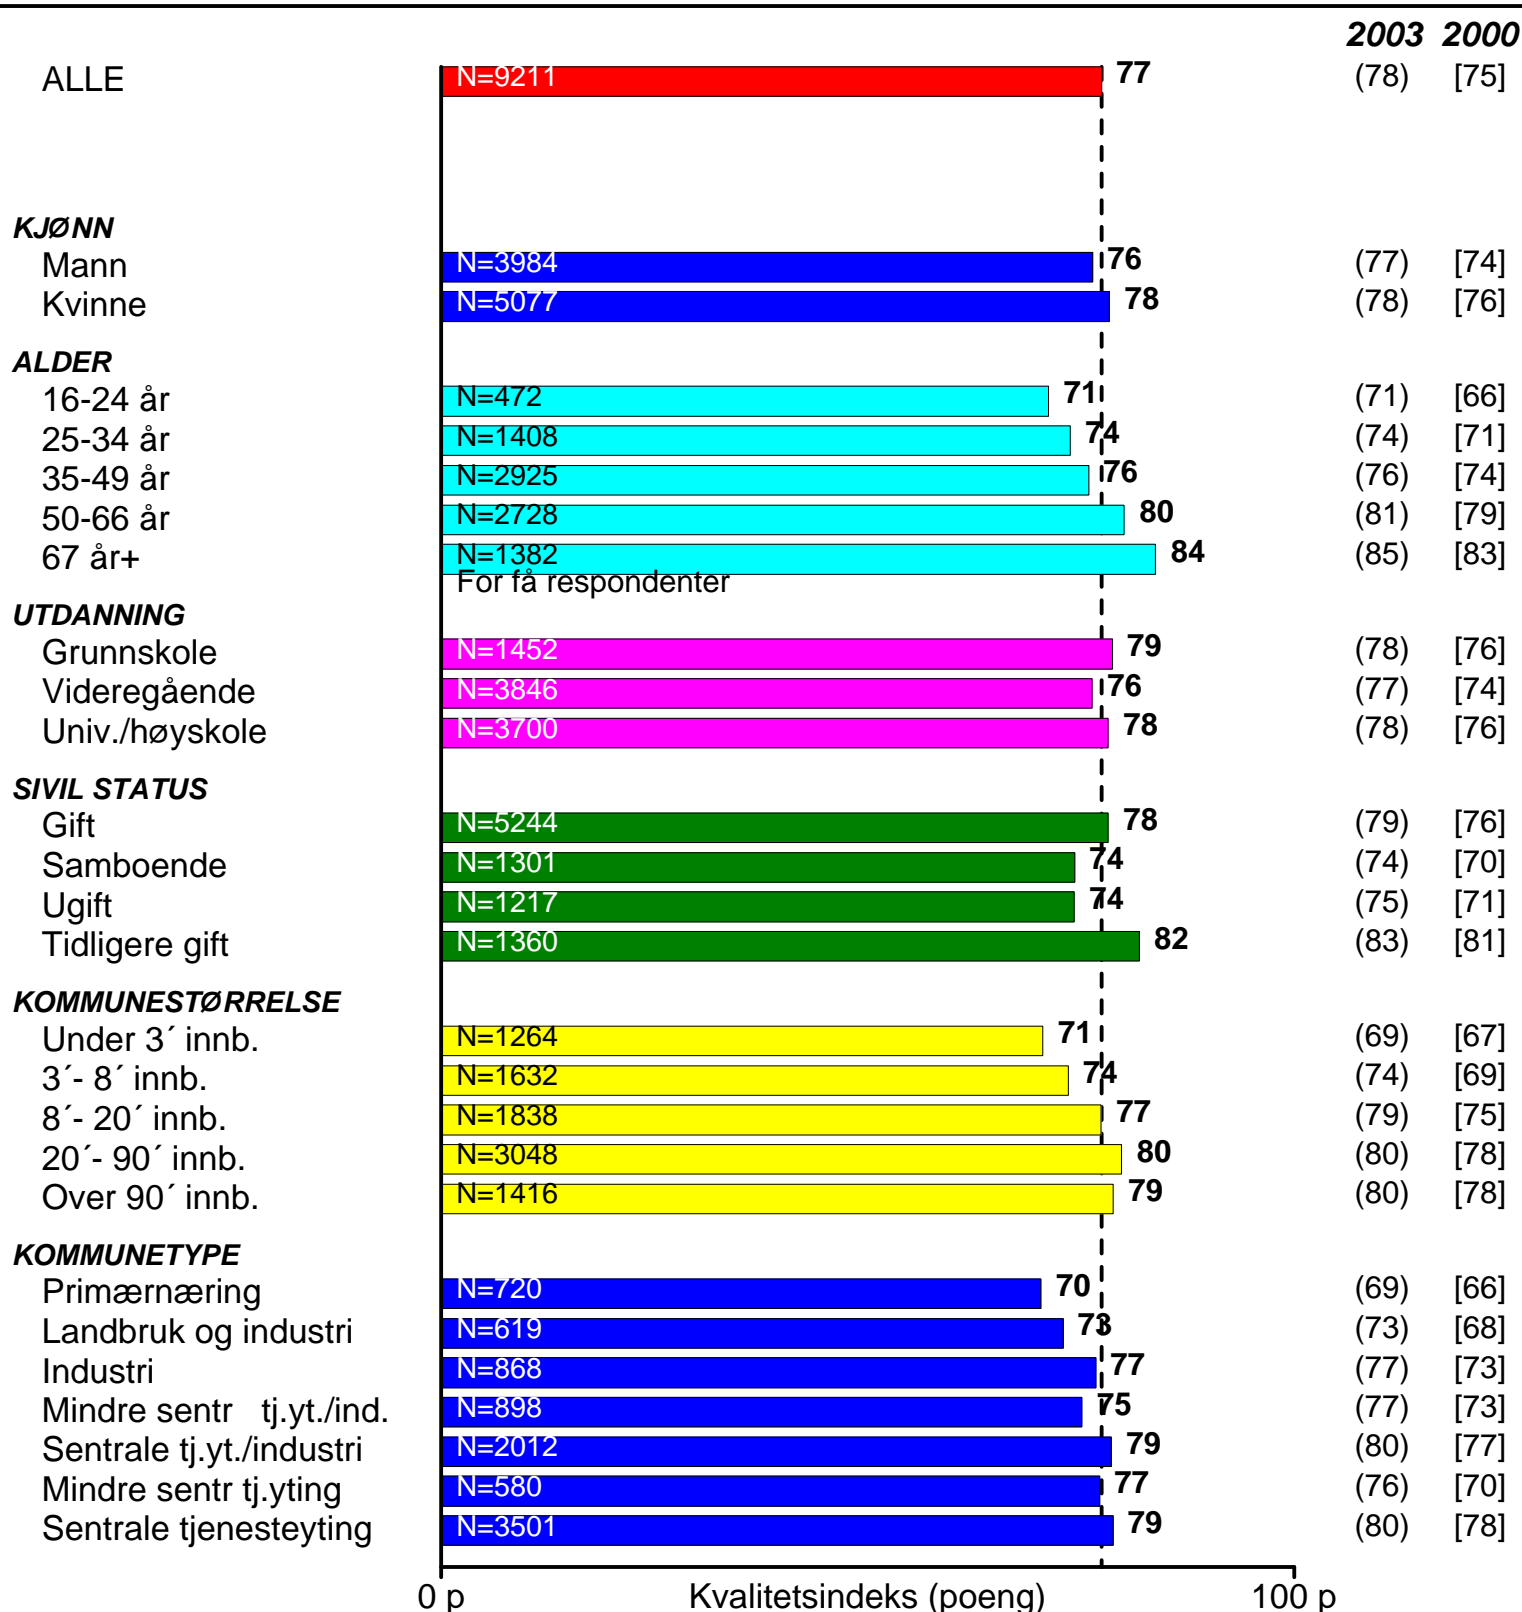 2003 2000
ALLE N=9211 77 (78) [75]
KJØNN
Mann N=3984 76 (77) [74]
Kvinne N=5077 78 (78) [76]
ALDER
16-24 år N=472 71 (71) [66]
25-34 år N=1408 74 (74) [71]
35-49 år N=2925 76 (76) [74]
50-66 år N=2728 80 (81) [79]
67 år+ N=1382 84 (85) [83]
For få respondenter
UTDANNING
Grunnskole N=1452 79 (78) [76]
Videregående N=3846 76 (77) [74]
Univ./høyskole N=3700 78 (78) [76]
SIVIL STATUS
Gift N=5244 78 (79) [76]
Samboende N=1301 74 (74) [70]
Ugift N=1217 74 (75) [71]
Tidligere gift N=1360 82 (83) [81]
KOMMUNESTØRRELSE
Under 3´ innb. N=1264 71 (69) [67]
3´- 8´ innb. N=1632 74 (74) [69]
8´- 20´ innb. N=1838 77 (79) [75]
20´- 90´ innb. N=3048 80 (80) [78]
Over 90´ innb. N=1416 79 (80) [78]
KOMMUNETYPE
Primærnæring N=720 70 (69) [66]
Landbruk og industri N=619 73 (73) [68]
Industri N=868 77 (77) [73]
Mindre sentr tj.yt./ind. N=898 75 (77) [73]
Sentrale tj.yt./industri N=2012 79 (80) [77]
Mindre sentr tj.yting N=580 77 (76) [70]
Sentrale tjenesteyting N=3501 79 (80) [78]
0 p Kvalitetsindeks (poeng) 100 p